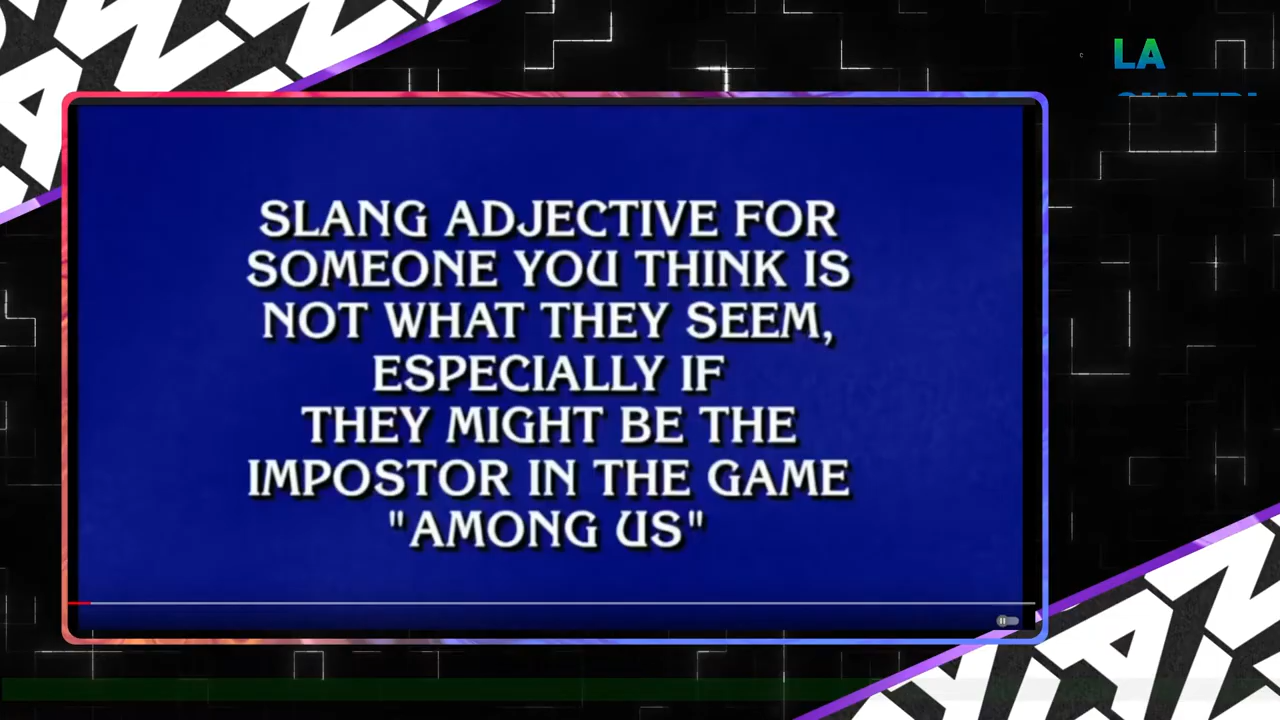 LA
SLANG ADJECTIVE FOR
SOMEONE YOU THINK IS
NOT WHAT THEY SEEM,
ESPECIALLY IF
THEY MIGHT BE THE
IMPOSTOR IN THE GAME
"AMONG US"